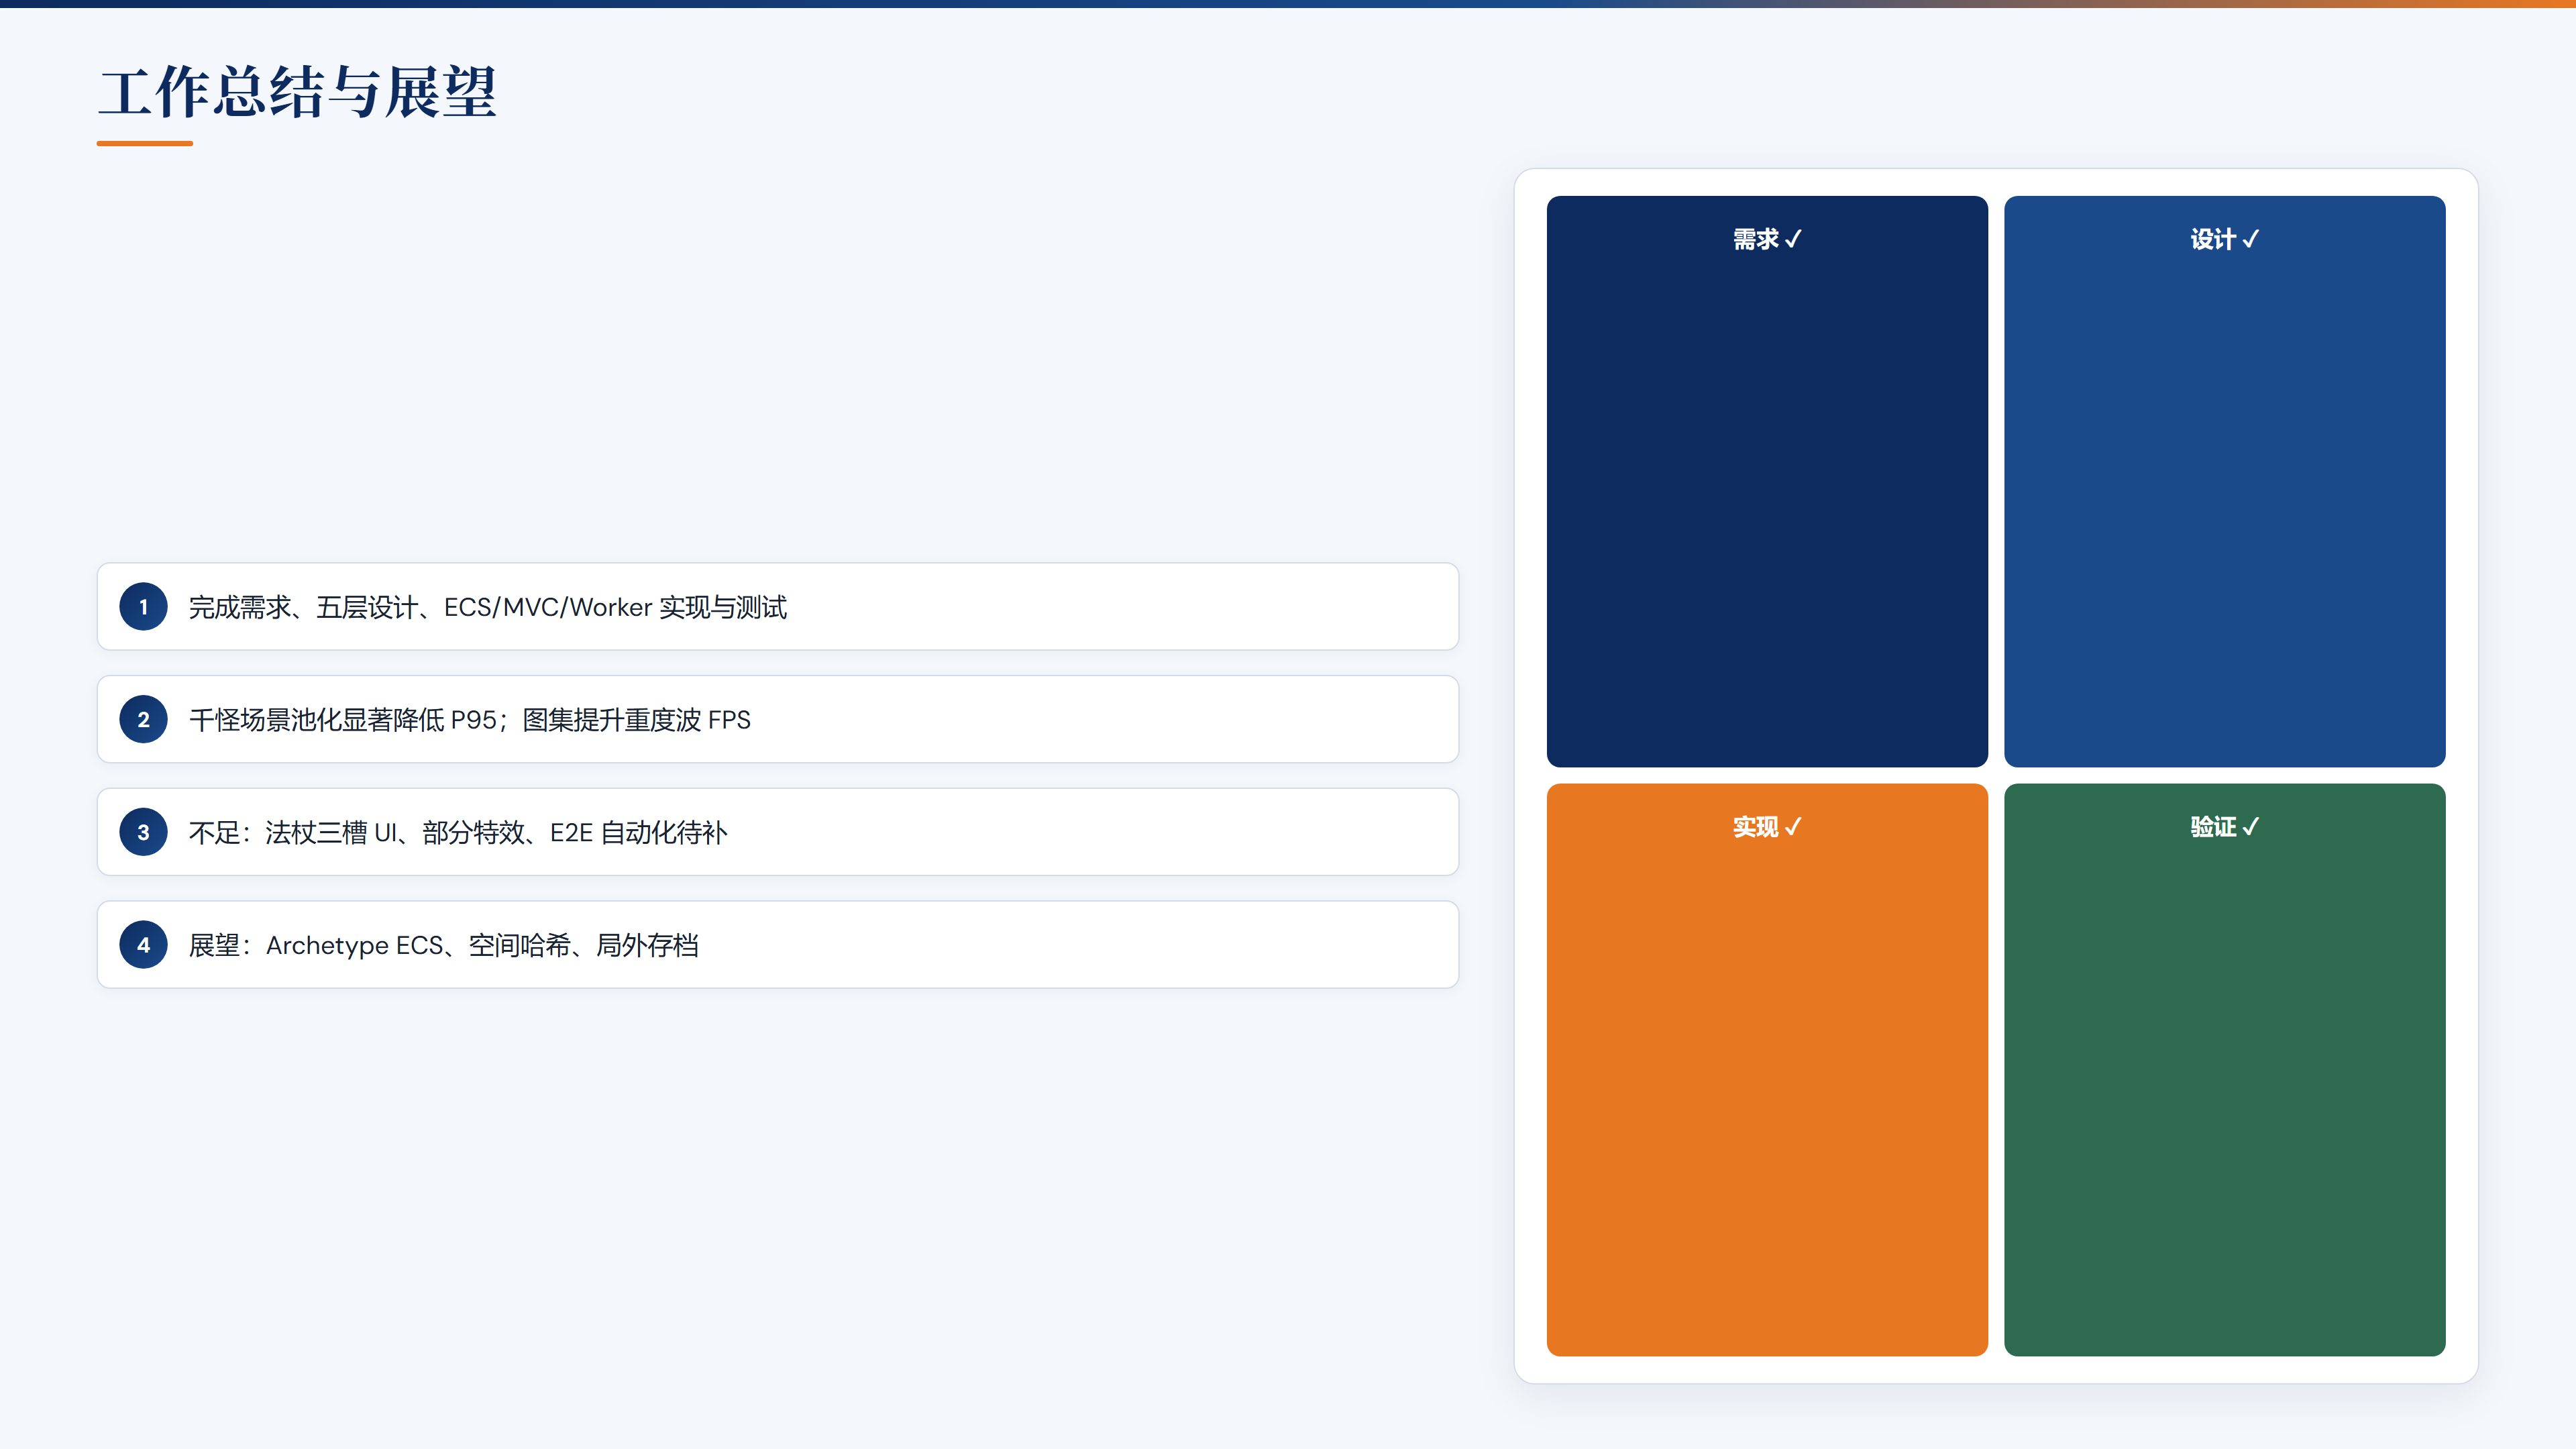 工作总结与展望
1 完成需求、五层设计、ECS/MVC/Worker 实现与测试
2 千怪场景池化显著降低 P95；图集提升重度波 FPS
3 不足：法杖三槽 UI、部分特效、E2E 自动化待补
4 展望：Archetype ECS、空间哈希、局外存档
需求 ✓
设计 ✓
实现 ✓
验证 ✓